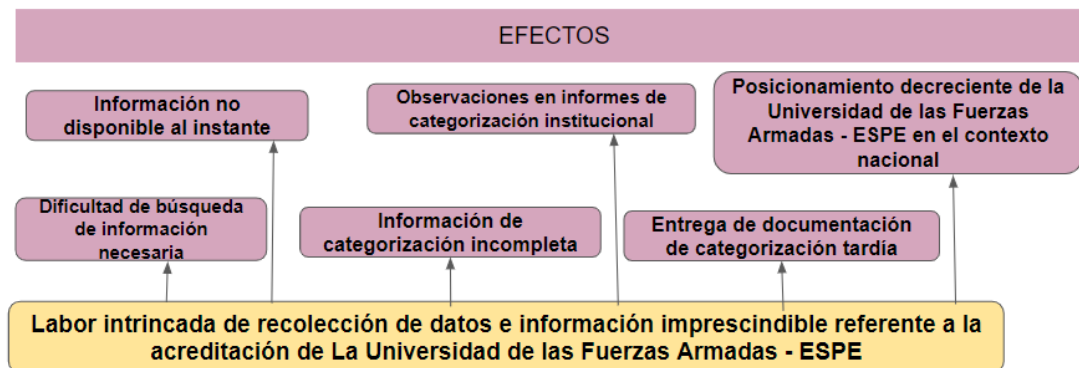 EFECTOS
Información no
disponible al instante
Observaciones en informes de
categorización institucional
Posicionamiento decreciente de la
Universidad de las Fuerzas
Armadas - ESPE en el contexto
nacional
Dificultad de búsqueda
de información
necesaria
Información de
categorización incompleta
Entrega de documentación
de categorización tardía
Labor intrincada de recolección de datos e información imprescindible referente a la
acreditación de La Universidad de las Fuerzas Armadas - ESPE